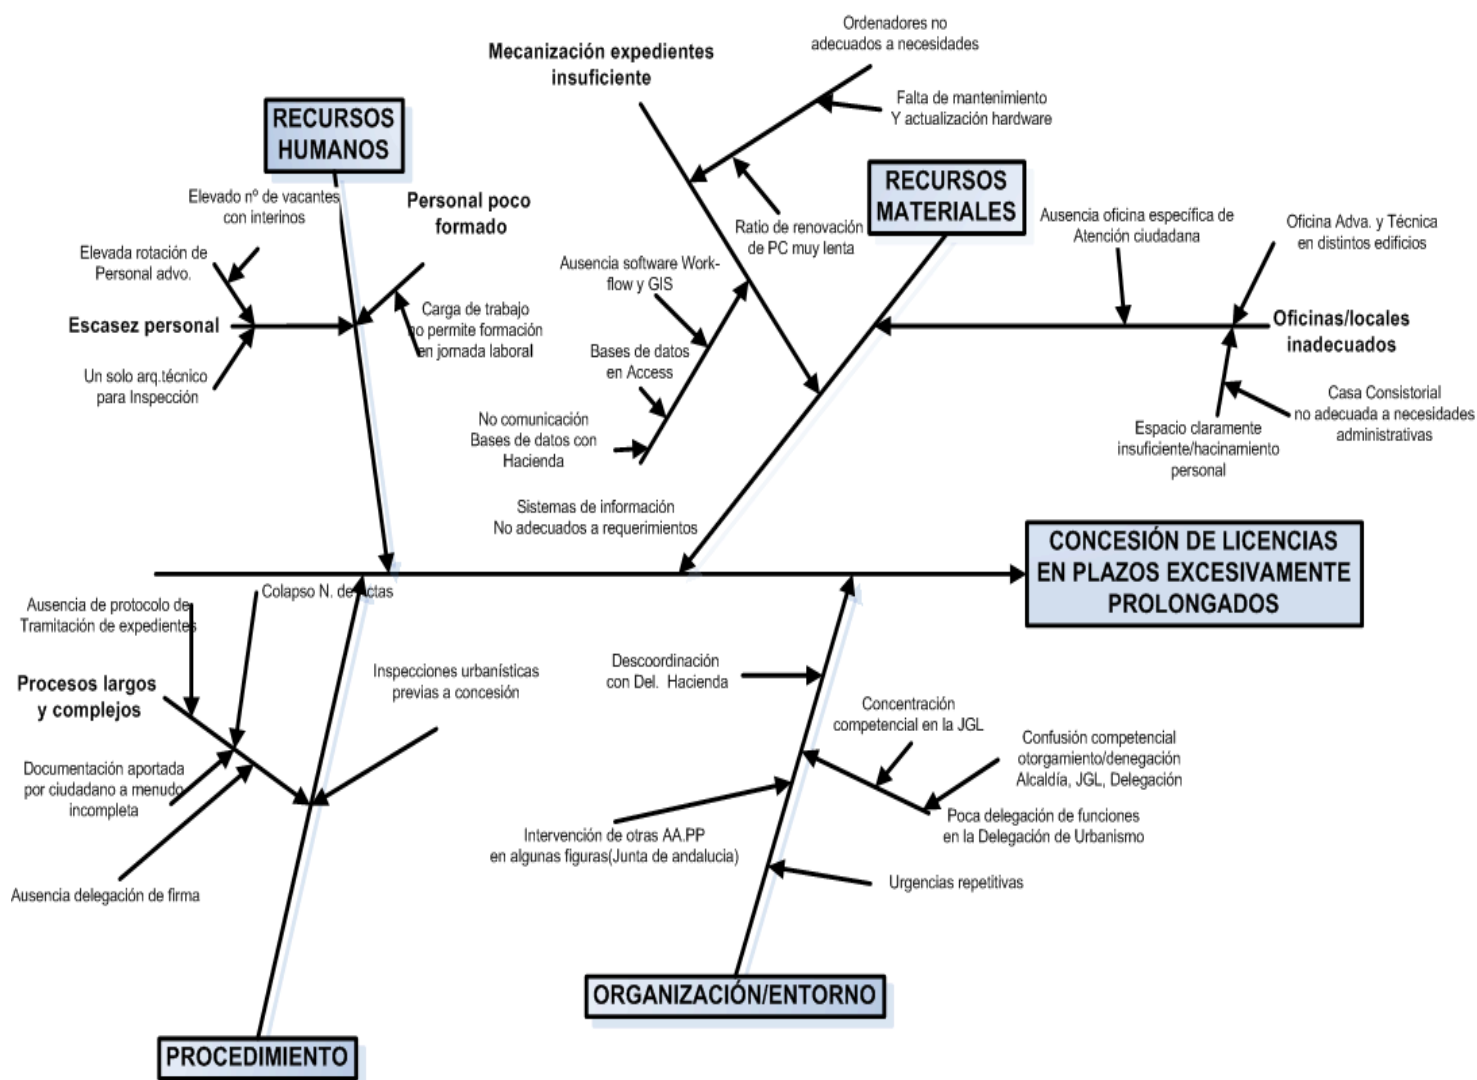 Ordenadores no
adecuados a necesidades
Mecanización expedientes
insuficiente
Falta de mantenimiento
Y actualización hardware
RECURSOS
HUMANOS
RECURSOS
MATERIALES
Elevado nº de vacantes
con interinos
Personal poco
formado
Ratio de renovación
de PC muy lenta
Ausencia oficina específica de
Atención ciudadana
Oficina Adva. y Técnica
en distintos edificios
Elevada rotación de
Personal advo.
Ausencia software Work-
flow y GIS
Escasez personal
Carga de trabajo
no permite formación
en jornada laboral
Oficinas/locales
inadecuados
Bases de datos
en Access
Un solo arq.técnico
para Inspección
Casa Consistorial
no adecuada a necesidades
administrativas
No comunicación
Bases de datos con
Hacienda
Espacio claramente
insuficiente/hacinamiento
personal
Sistemas de información
No adecuados a requerimientos
CONCESIÓN DE LICENCIAS
EN PLAZOS EXCESIVAMENTE
PROLONGADOS
Colapso N. de actas
Ausencia de protocolo de
Tramitación de expedientes
Procesos largos
y complejos
Inspecciones urbanísticas
previas a concesión
Descoordinación
con Del. Hacienda
Concentración
competencial en la JGL
Confusión competencial
otorgamiento/denegación
Alcaldía, JGL, Delegación
Documentación aportada
por ciudadano a menudo
incompleta
Poca delegación de funciones
en la Delegación de Urbanismo
Intervención de otras AA.PP
en algunas figuras(Junta de andalucia)
Urgencias repetitivas
Ausencia delegación de firma
ORGANIZACIÓN/ENTORNO
PROCEDIMIENTO